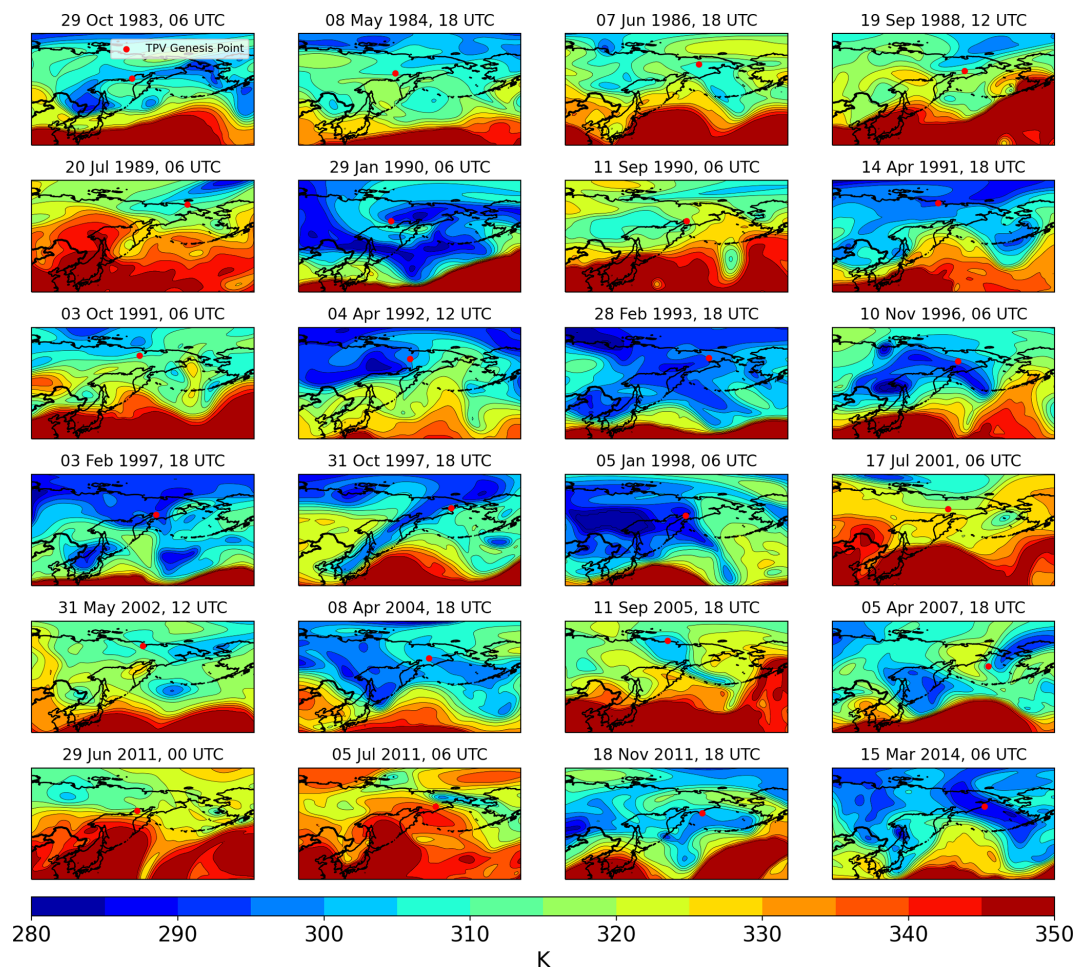 29 Oct 1983, 06 UTC
08 May 1984, 18 UTC
07 Jun 1986, 18 UTC
19 Sep 1988, 12 UTC
TPV Genesis Point
20 Jul 1989, 06 UTC
29 Jan 1990, 06 UTC
11 Sep 1990, 06 UTC
14 Apr 1991, 18 UTC
03 Oct 1991, 06 UTC
04 Apr 1992, 12 UTC
28 Feb 1993, 18 UTC
10 Nov 1996, 06 UTC
03 Feb 1997, 18 UTC
31 Oct 1997, 18 UTC
05 Jan 1998, 06 UTC
17 Jul 2001, 06 UTC
31 May 2002, 12 UTC
08 Apr 2004, 18 UTC
11 Sep 2005, 18 UTC
05 Apr 2007, 18 UTC
29 Jun 2011, 00 UTC
05 Jul 2011, 06 UTC
18 Nov 2011, 18 UTC
15 Mar 2014, 06 UTC
280 290 300 310 320 330 340 350
K